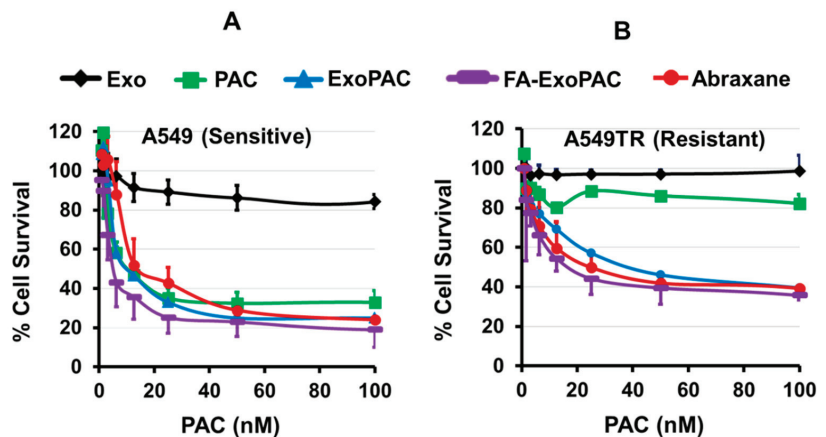 A B
Exo PAC ExoPAC FA-ExoPAC Abraxane
A549 (Sensitive)
120
100
80
60
40
20
0
0 20 40 60 80 100
% Cell Survival
PAC (nM)
A549TR (Resistant)
120
100
80
60
40
20
0
0 20 40 60 80 100
% Cell Survival
PAC (nM)